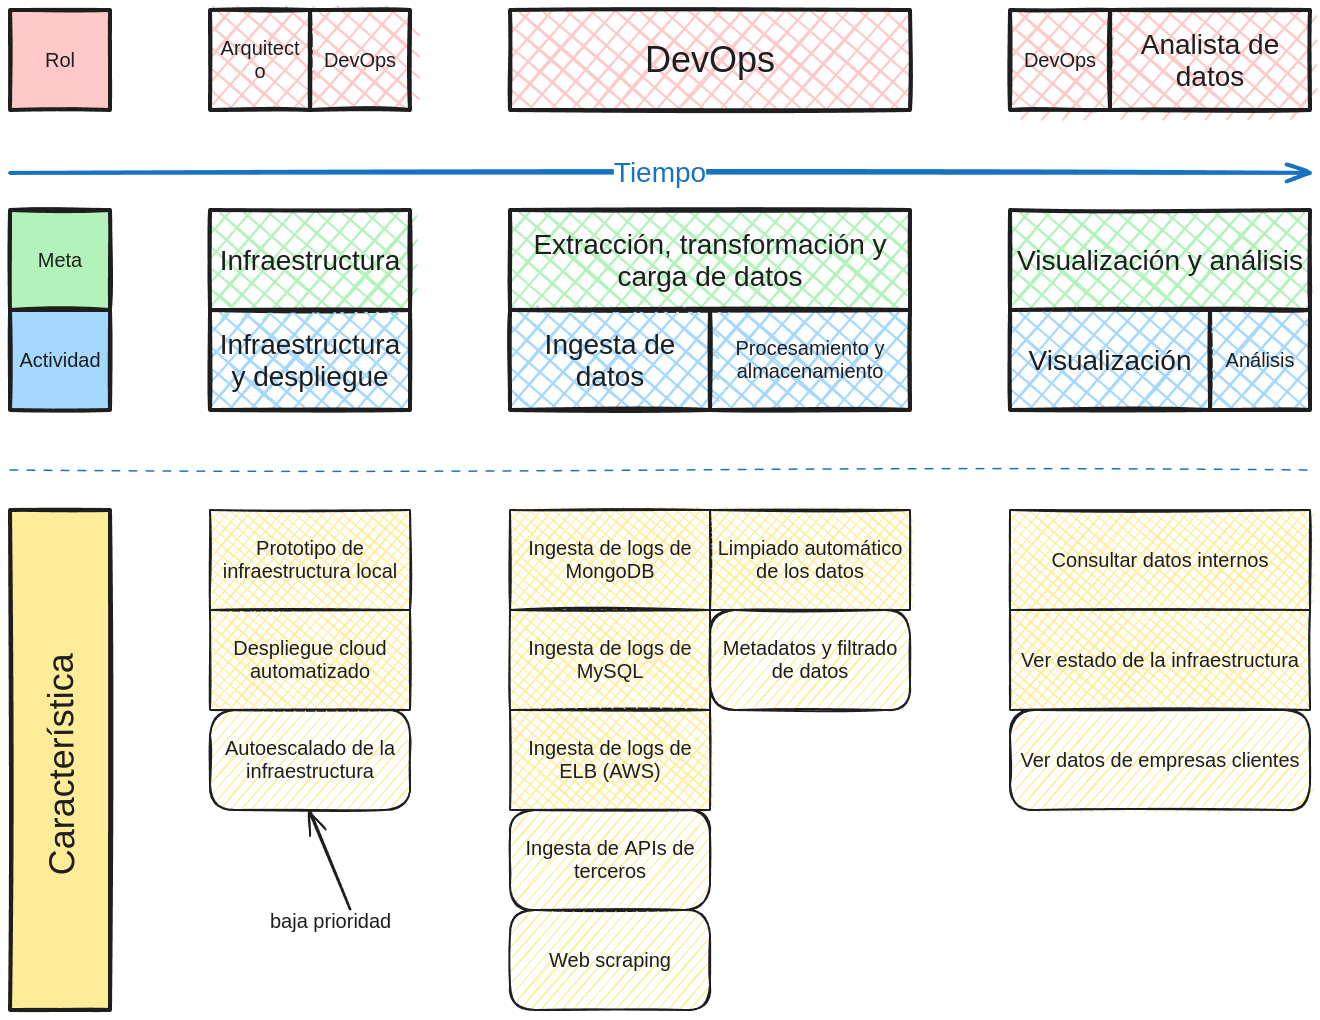 Rol
Arquitect
o
DevOps
DevOps
DevOps
Analista de
datos
Tiempo
Meta
Infraestructura
Extracción, transformación y
carga de datos
Visualización y análisis
Actividad
Infraestructura
y despliegue
Ingesta de
datos
Procesamiento y
almacenamiento
Visualización
Análisis
Característica
Prototipo de
infraestructura local
Despliegue cloud
automatizado
Autoescalado de la
infraestructura
baja prioridad
Ingesta de logs de
MongoDB
Ingesta de logs de
MySQL
Ingesta de logs de
ELB (AWS)
Ingesta de APIs de
terceros
Web scraping
Limpiado automático
de los datos
Metadatos y filtrado
de datos
Consultar datos internos
Ver estado de la infraestructura
Ver datos de empresas clientes